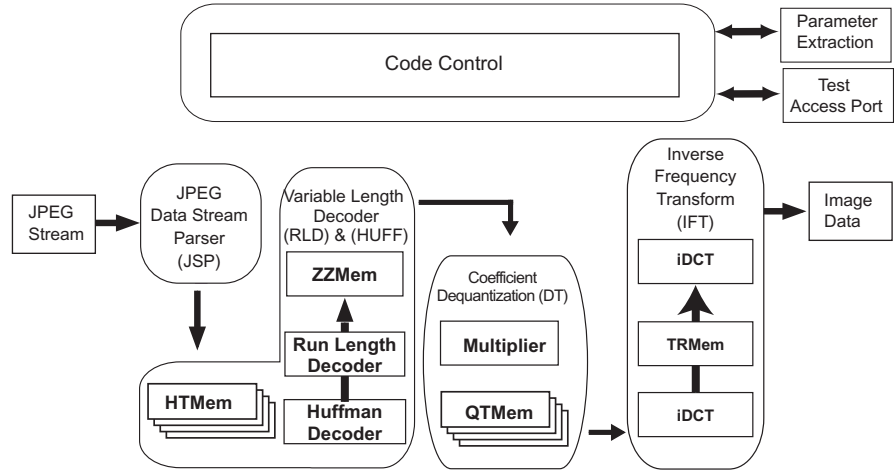 Code Control
Parameter
Extraction
Test
Access Port
JPEG
Stream
JPEG
Data Stream
Parser
(JSP)
Variable Length
Decoder
(RLD) & (HUFF)
ZZMem
Run Length
Decoder
Huffman
Decoder
HTMem
Coefficient
Dequantization (DT)
Multiplier
QTMem
Inverse
Frequency
Transform
(IFT)
iDCT
TRMem
iDCT
Image
Data